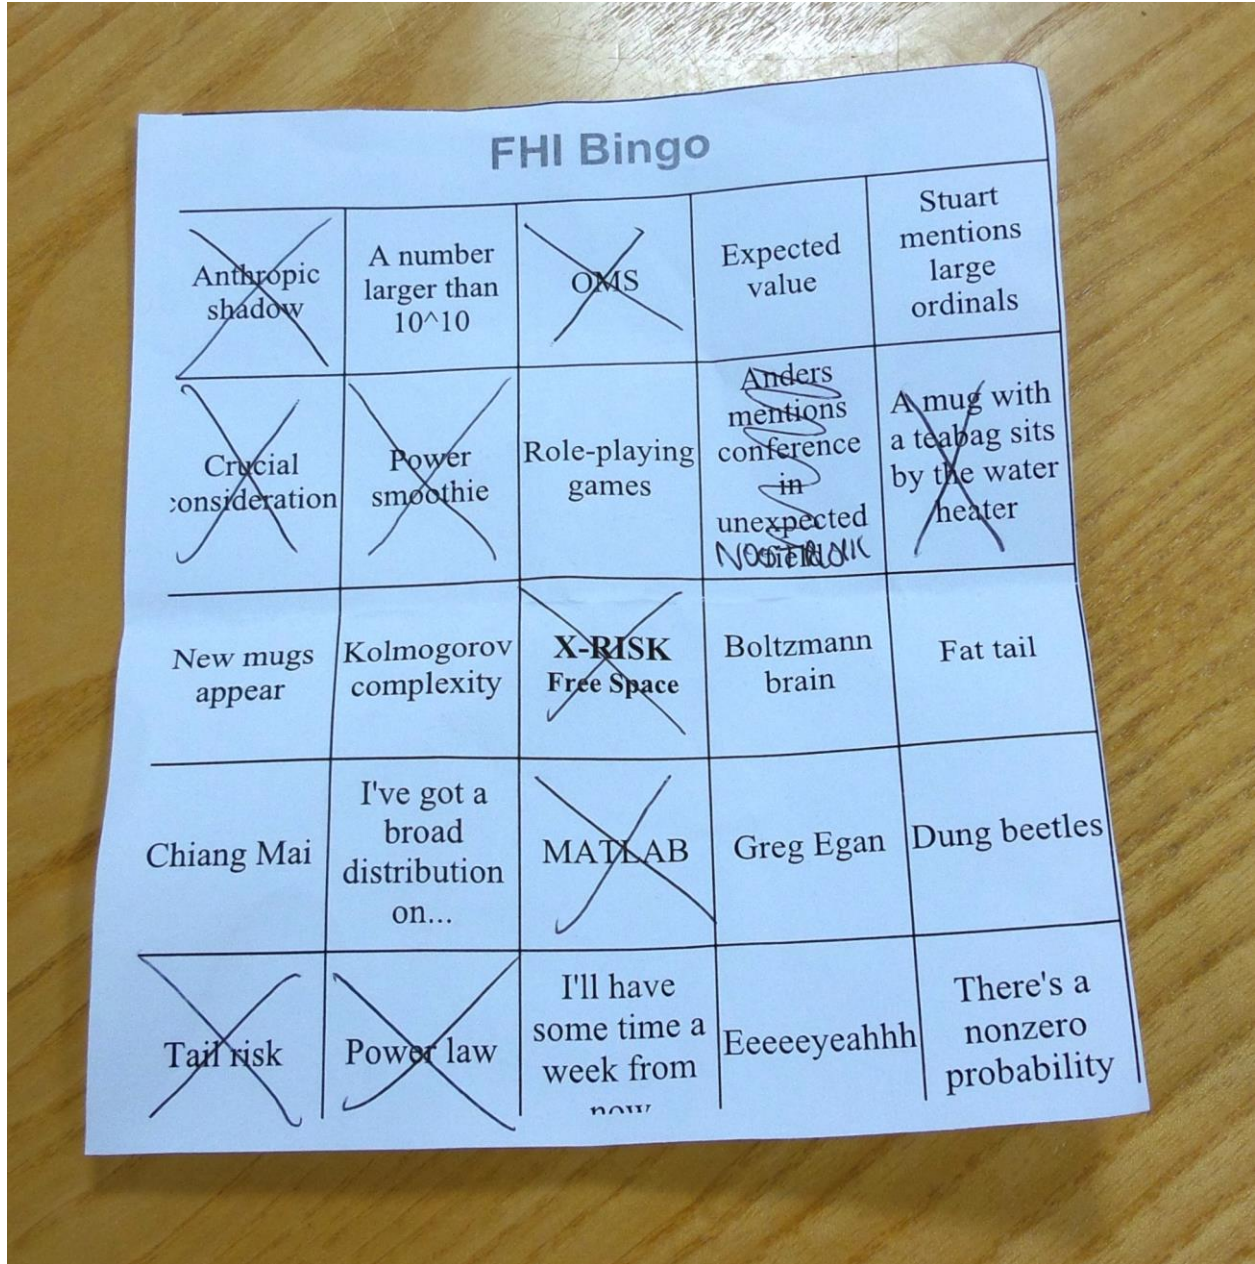 FHI Bingo
Anthropic
shadow
A number
larger than
10^10
OMS
Expected
value
Stuart
mentions
large
ordinals
Crucial
consideration
Power
smoothie
Role-playing
games
Anders
mentions
conference
in
unexpected
field
A mug with
a teabag sits
by the water
heater
New mugs
appear
Kolmogorov
complexity
X-RISK
Free Space
Boltzmann
brain
Fat tail
Chiang Mai
I've got a
broad
distribution
on...
MATLAB
Greg Egan
Dung beetles
Tail risk
Power law
I'll have
some time a
week from
now
Eeeeeyeahhh
There's a
nonzero
probability